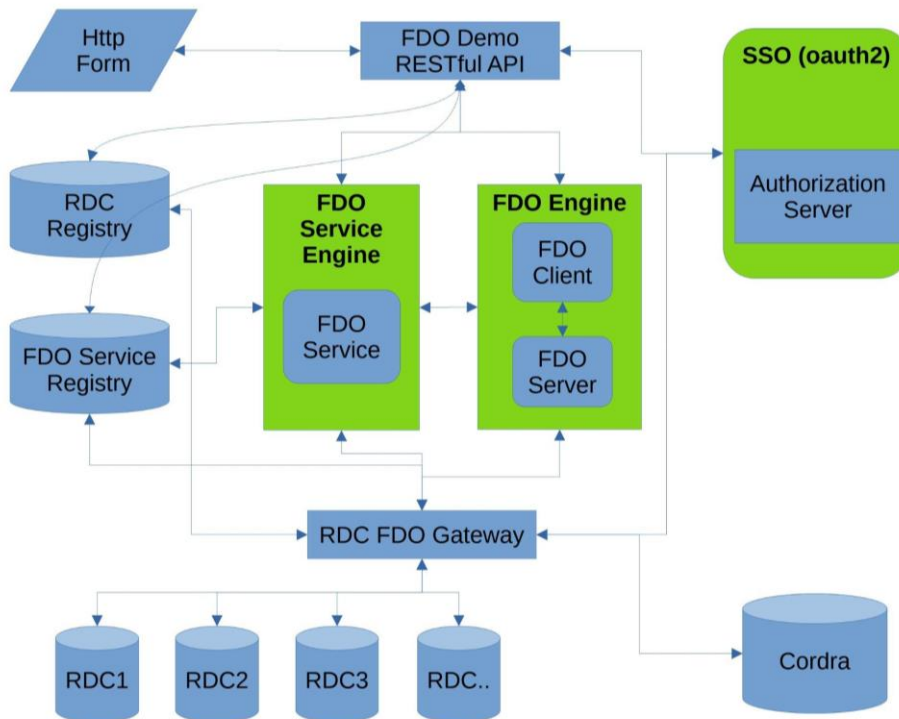 Http
Form
FDO Demo
RESTful API
SSO (oauth2)
Authorization
Server
RDC
Registry
FDO
Service
Engine
FDO
Service
FDO Engine
FDO
Client
FDO
Server
FDO Service
Registry
RDC FDO Gateway
RDC1
RDC2
RDC3
RDC..
Cordra